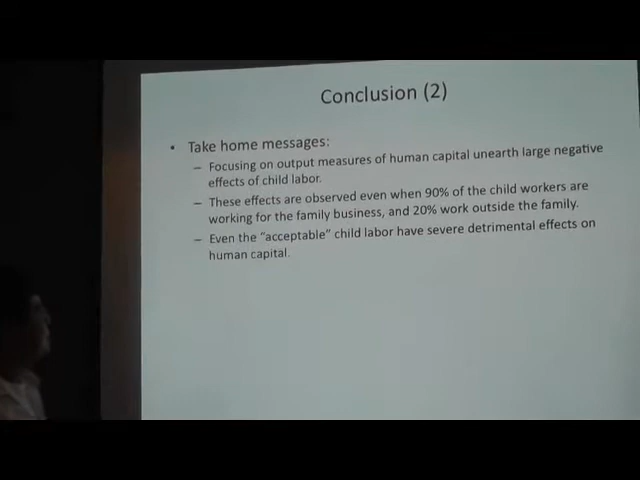 Conclusion (2)
• Take home messages:
– Focusing on output measures of human capital unearth large negative
effects of child labor.
– These effects are observed even when 90% of the child workers are
working for the family business, and 20% work outside the family.
– Even the “acceptable” child labor have severe detrimental effects on
human capital.